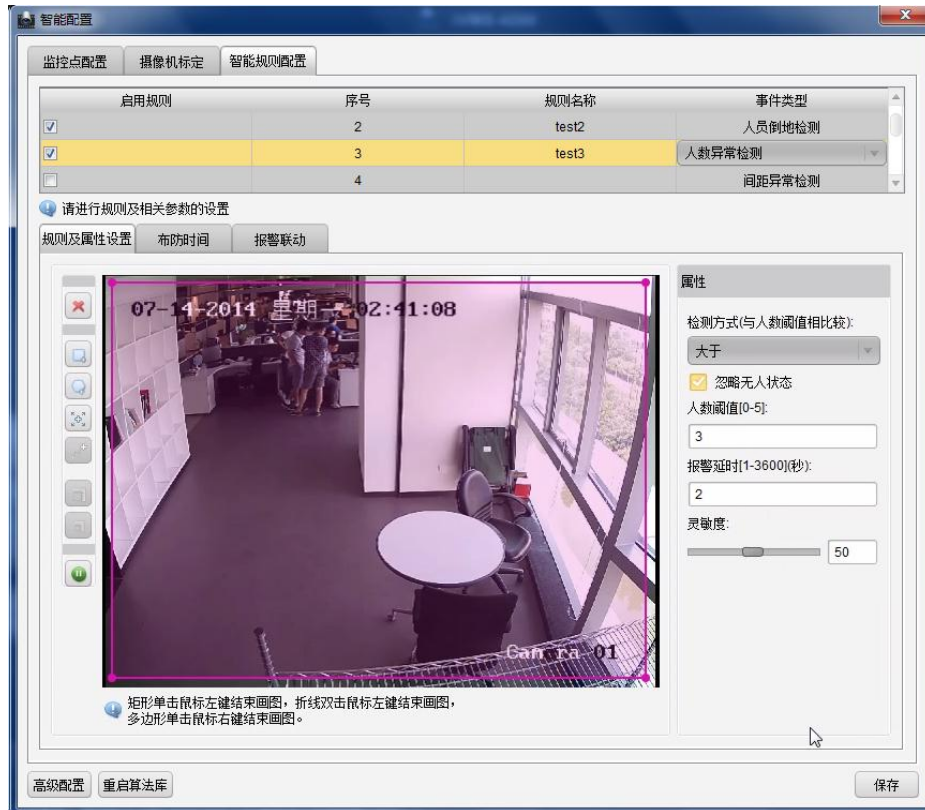 智能配置
监控点配置 摄像机标定 智能规则配置
启用规则 序号 规则名称 事件类型
2 test2 人员倒地检测
3 test3 人数异常检测
4 间距异常检测
请进行规则及相关参数的设置
规则及属性设置 布防时间 报警联动
属性
07-14-2014 星期 02:41:08
检测方式(与人数阈值相比较):
大于
忽略无人状态
人数阈值[0-5]:
3
报警延时[1-3600](秒):
2
灵敏度:
50
01
矩形单击鼠标左键结束画图，折线双击鼠标左键结束画图，
多边形单击鼠标右键结束画图。
高级配置 重启算法库 保存